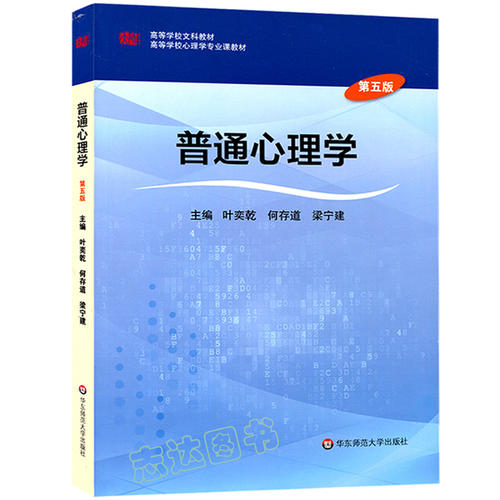 高等学校文科教材
高等学校心理学专业课教材
第五版
普通心理学
主编 叶奕乾 何存道 梁宁建
华东师范大学出版社
普通心理学
第五版
主编 叶奕乾 何存道 梁宁建
华东师范大学出版社
志达图书